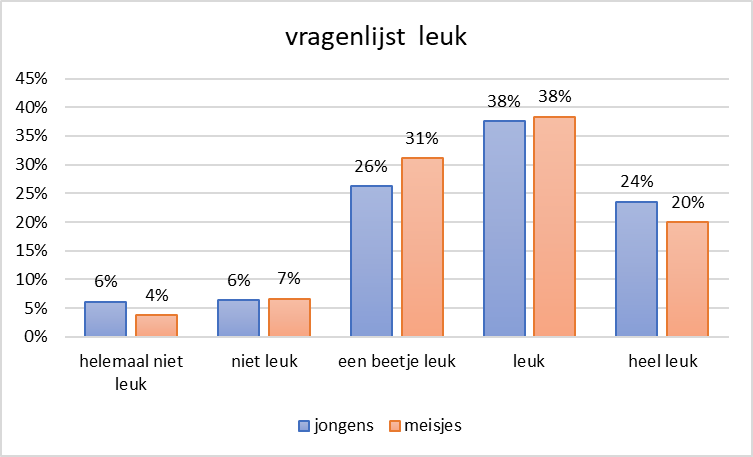 vragenlijst leuk
45%
40%
35%
30%
25%
20%
15%
10%
5%
0%
6% 4% 6% 7% 26% 31% 38% 38% 24% 20%
helemaal niet leuk
niet leuk
een beetje leuk
leuk
heel leuk
jongens meisjes